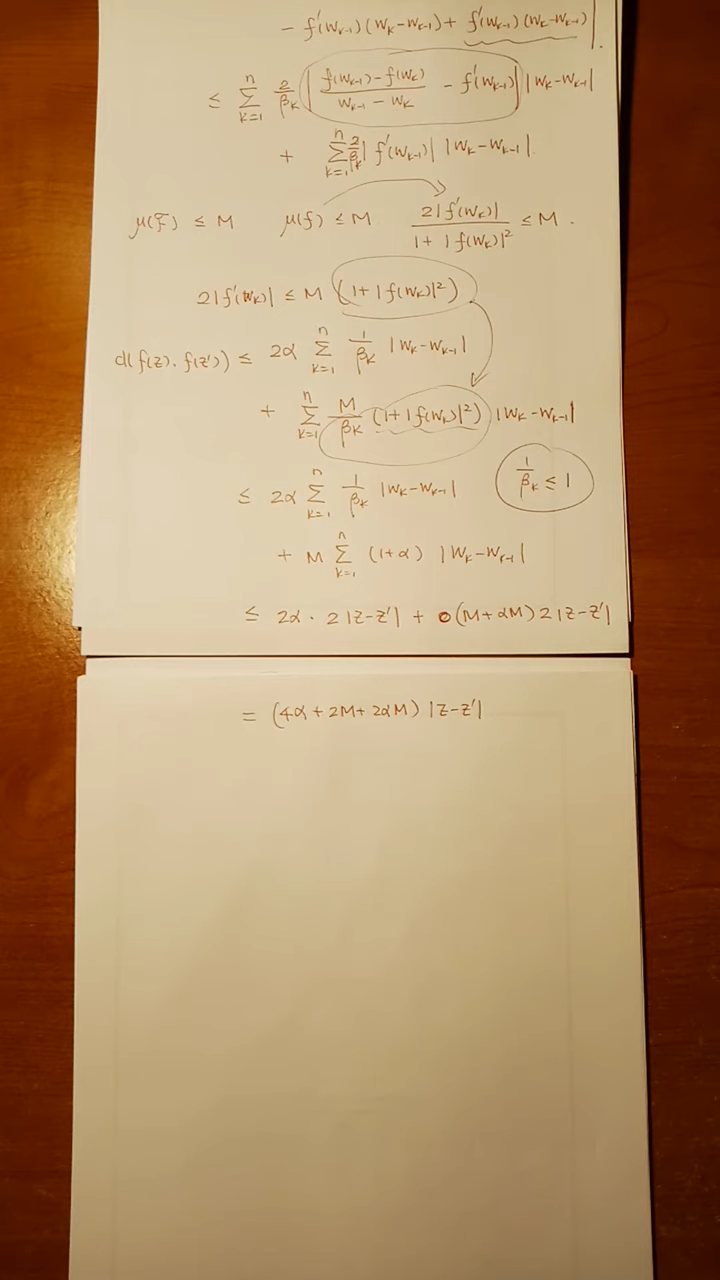 - f'(w_{k-1})(w_k-w_{k-1}) + f'(w_{k-1})(w_k-w_{k-1})|.
≤ Σ_{k=1}^{n} 2/β_k | (f(w_{k-1})-f(w_k))/(w_{k-1}-w_k) - f'(w_{k-1}) | |w_k-w_{k-1}|
+ Σ_{k=1}^{n} 2/β_k |f'(w_{k-1})| |w_k-w_{k-1}|.
μ(F) ≤ M μ(f) ≤ M 2|f'(w_k)|/(1+|f(w_k)|²) ≤ M.
2|f'(w_k)| ≤ M (1+|f(w_k)|²).
d(f(z), f(z')) ≤ 2α Σ_{k=1}^{n} 1/β_k |w_k-w_{k-1}|
+ Σ_{k=1}^{n} M/β_k (1+|f(w_k)|²) |w_k-w_{k-1}|
≤ 2α Σ_{k=1}^{n} 1/β_k |w_k-w_{k-1}| 1/β_k ≤ 1
+ M Σ_{k=1}^{n} (1+α) |w_k-w_{k-1}|
≤ 2α · 2|z-z'| + (M+αM) 2|z-z'|
= (4α+2M+2αM) |z-z'|